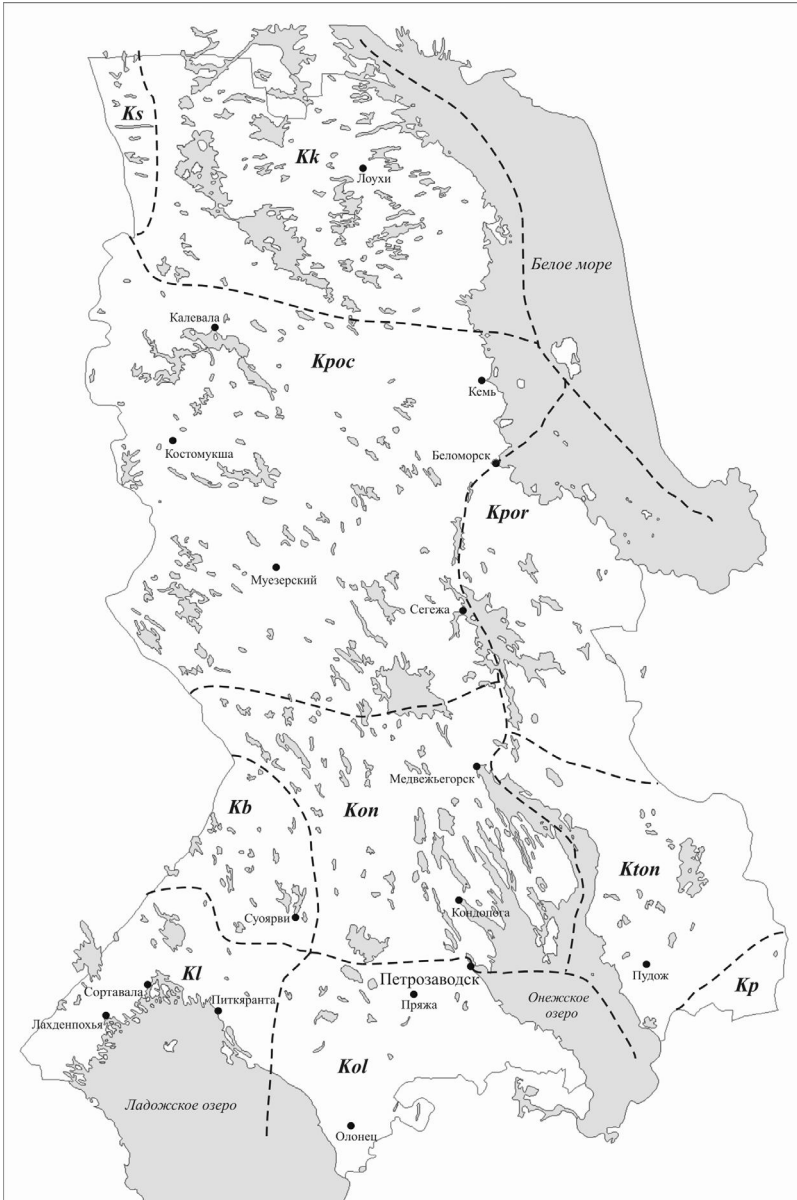 Ks
Kk
Лоухи
Белое море
Калевала
Kpoc
Кемь
Костомукша
Беломорск
Kpor
Муезерский
Сегежа
Медвежьегорск
Kb
Kon
Kton
Кондопога
Суоярви
Пудож
Kl
Петрозаводск
Kp
Сортавала
Питкяранта
Пряжа
Онежское
озеро
Лахденпохья
Kol
Ладожское озеро
Олонец